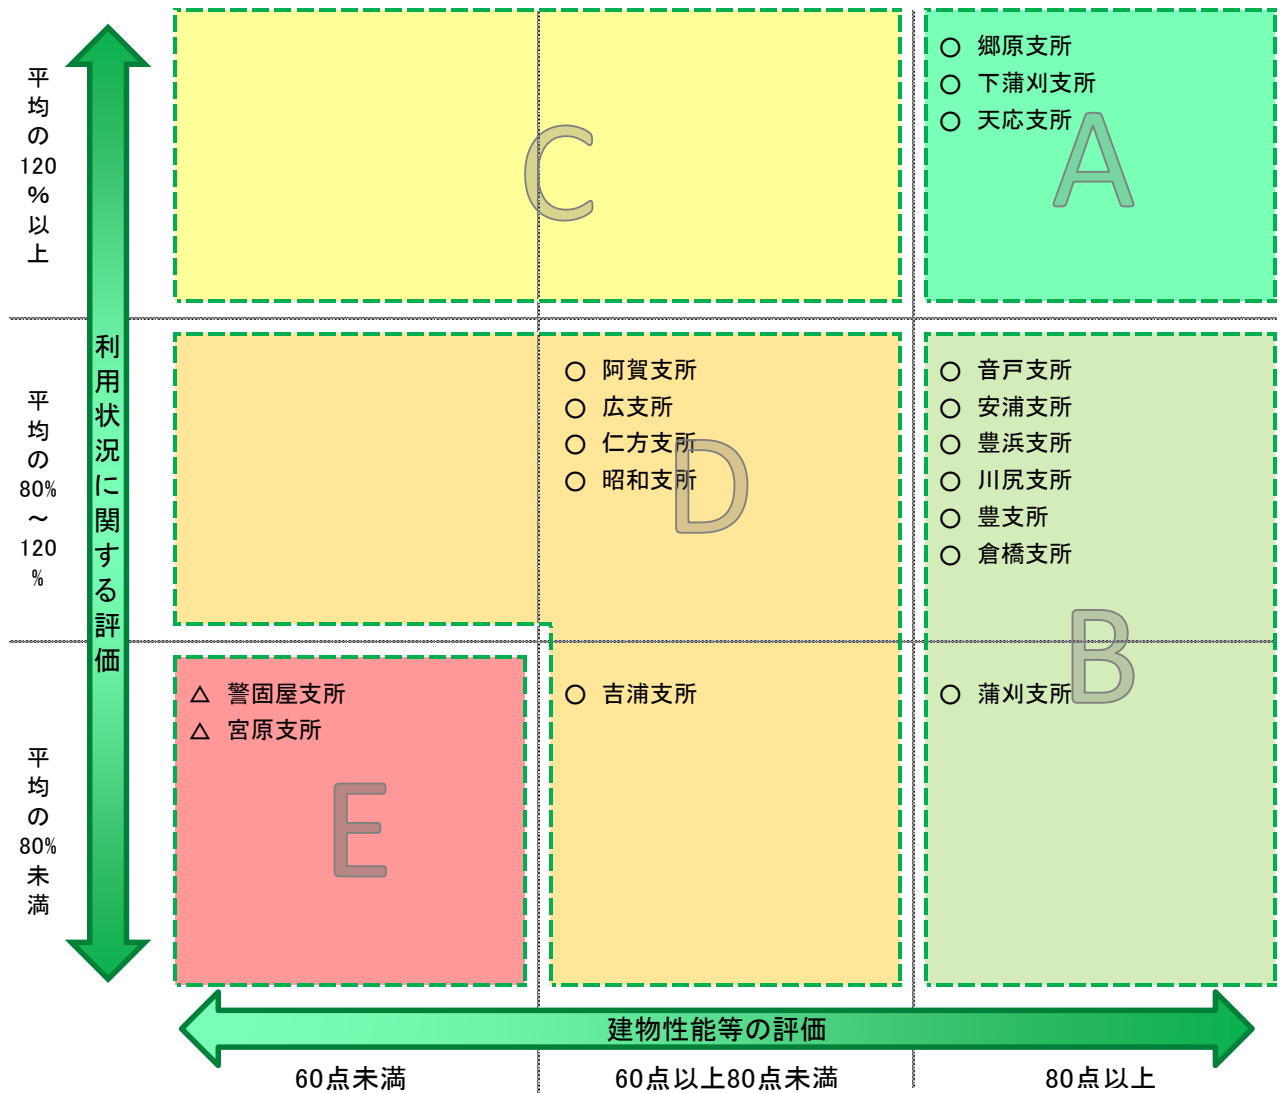 平均の120%以上
C
○ 郷原支所
○ 下蒲刈支所
○ 天応支所
A
利用状況に関する評価
平均の80%～120%
○ 阿賀支所
○ 広支所
○ 仁方支所
○ 昭和支所
D
○ 音戸支所
○ 安浦支所
○ 豊浜支所
○ 川尻支所
○ 豊支所
○ 倉橋支所
B
平均の80%未満
△ 警固屋支所
△ 宮原支所
E
○ 吉浦支所
○ 蒲刈支所
建物性能等の評価
60点未満
60点以上80点未満
80点以上